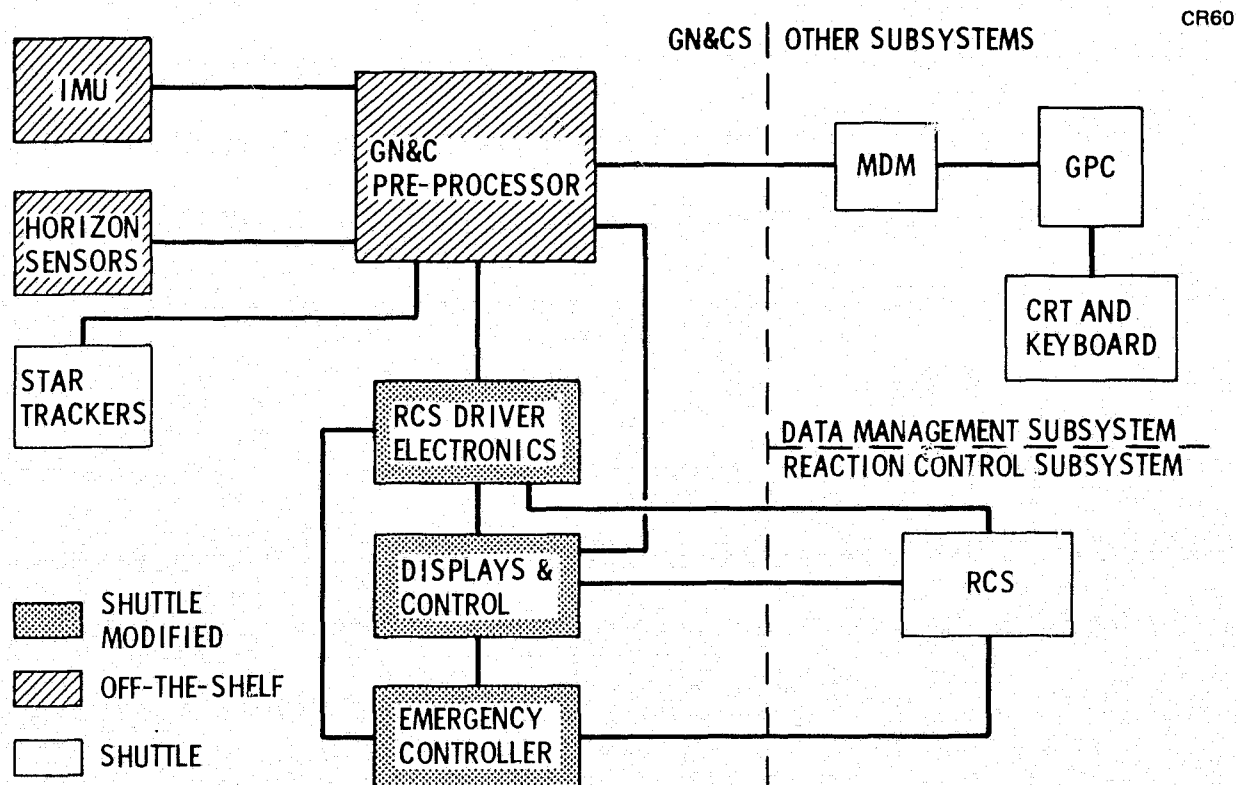 CR60
GN&CS | OTHER SUBSYSTEMS
IMU
GN&C
PRE-PROCESSOR
MDM
GPC
HORIZON
SENSORS
CRT AND
KEYBOARD
STAR
TRACKERS
RCS DRIVER
ELECTRONICS
DATA MANAGEMENT SUBSYSTEM
REACTION CONTROL SUBSYSTEM
DISPLAYS &
CONTROL
RCS
SHUTTLE
MODIFIED
OFF-THE-SHELF
EMERGENCY
CONTROLLER
SHUTTLE